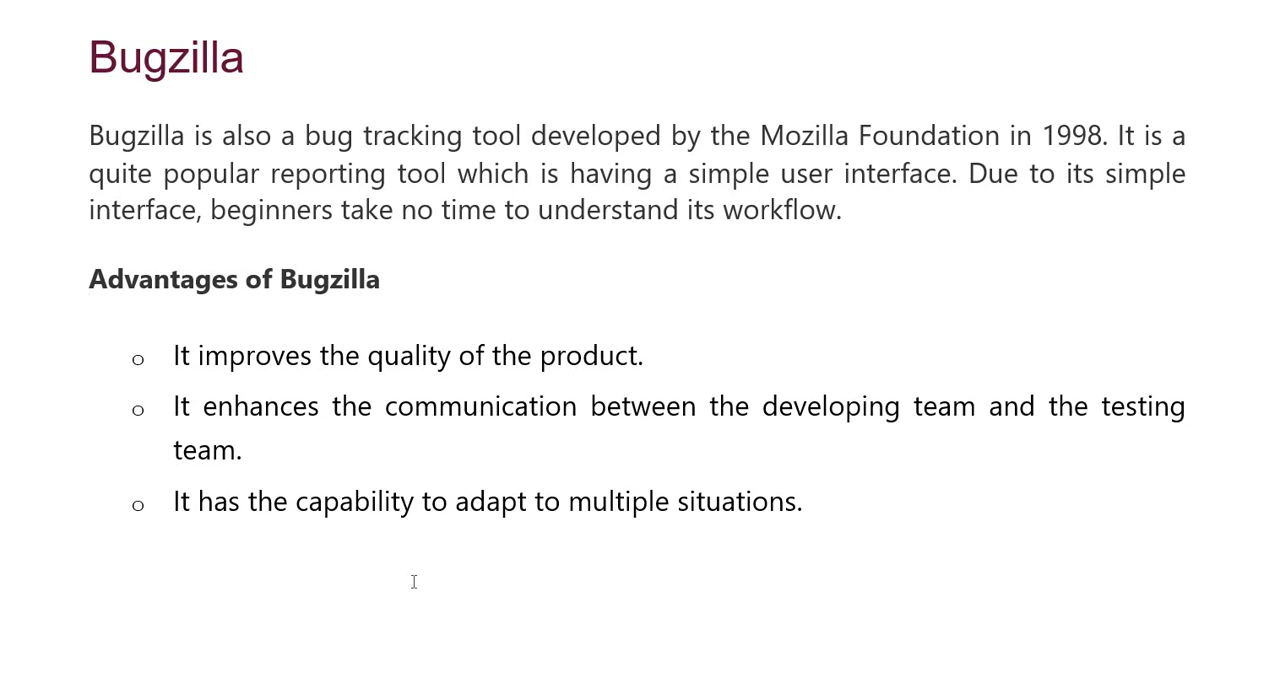 Bugzilla
Bugzilla is also a bug tracking tool developed by the Mozilla Foundation in 1998. It is a
quite popular reporting tool which is having a simple user interface. Due to its simple
interface, beginners take no time to understand its workflow.
Advantages of Bugzilla
o It improves the quality of the product.
o It enhances the communication between the developing team and the testing
team.
o It has the capability to adapt to multiple situations.